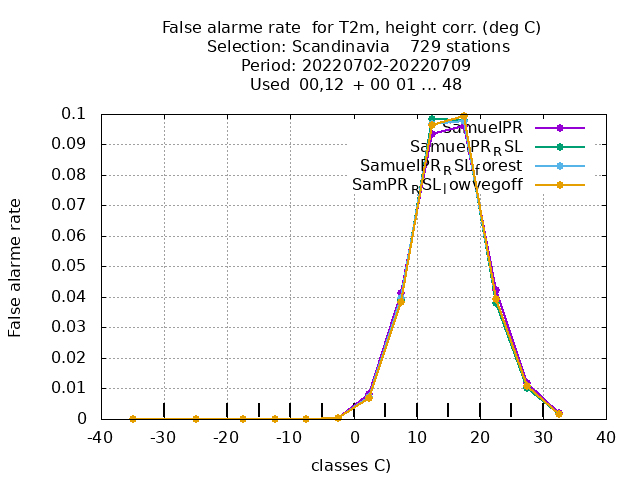 False alarme rate  for T2m, height corr. (deg C)
Selection: Scandinavia    729 stations
Period: 20220702-20220709
Used  00,12  + 00 01 ... 48
0.1
0.09
0.08
0.07
0.06
0.05
0.04
0.03
0.02
0.01
0
False alarme rate
SamuelPR
SamuelPR_RSL
SamuelPR_RSL_forest
SamPR_RSL_lowvegoff
-40
-30
-20
-10
0
10
20
30
40
classes C)